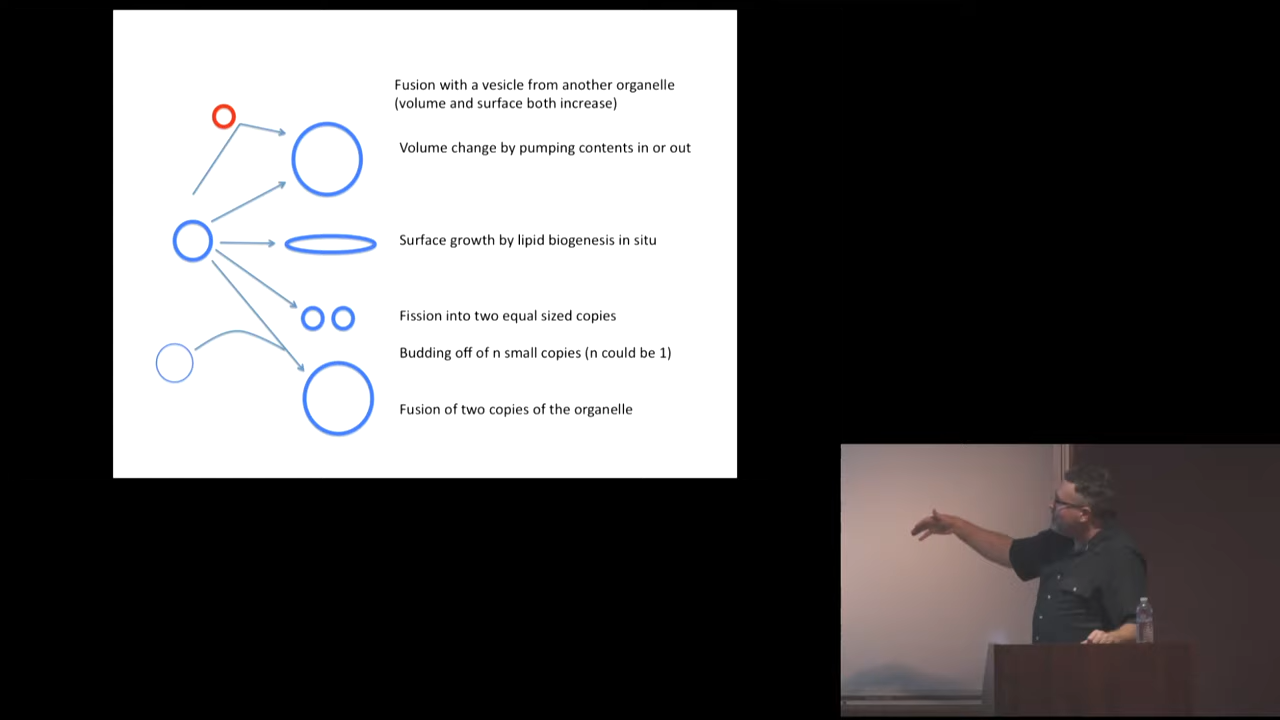 Fusion with a vesicle from another organelle
(volume and surface both increase)
Volume change by pumping contents in or out
Surface growth by lipid biogenesis in situ
Fission into two equal sized copies
Budding off of n small copies (n could be 1)
Fusion of two copies of the organelle